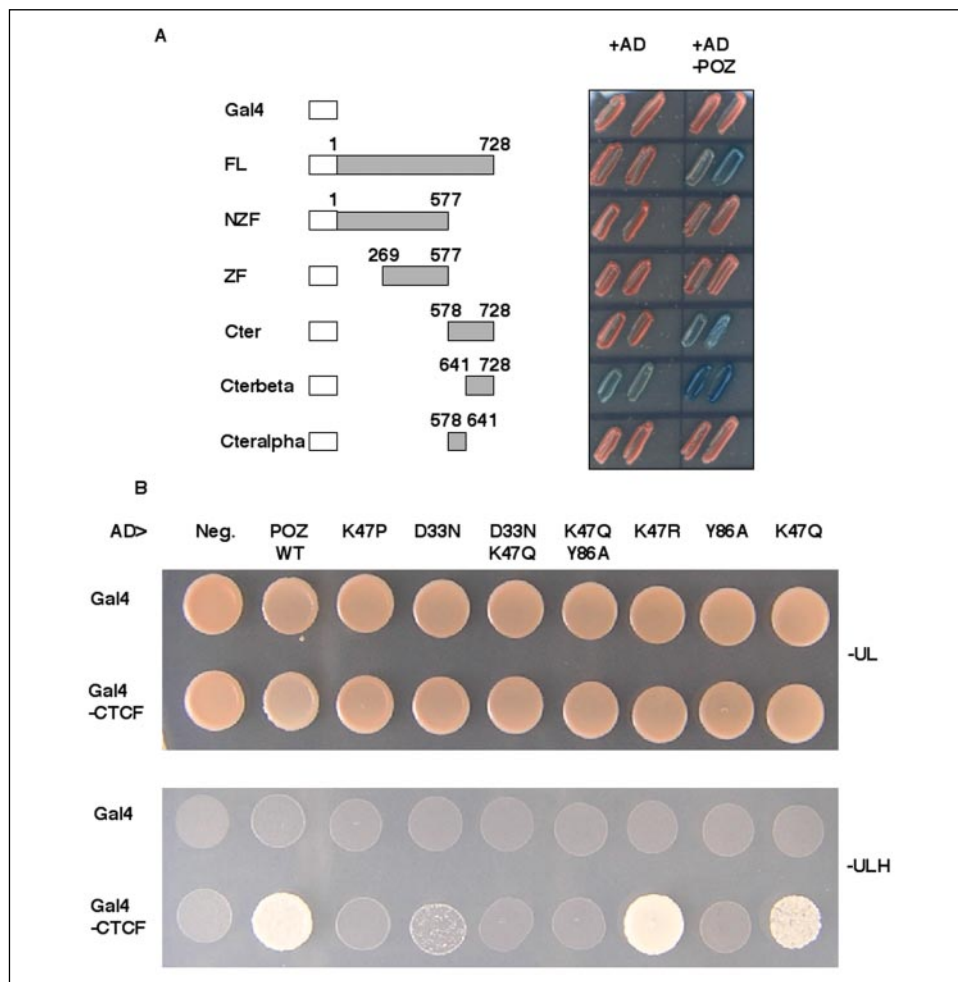 A
+AD +AD
-POZ
Gal4
1 728
FL
1 577
NZF
269 577
ZF
578 728
Cter
641 728
Cterbeta
578 641
Cteralpha
B
AD> Neg. POZ K47P D33N D33N K47Q K47R Y86A K47Q
WT K47Q Y86A
Gal4
-UL
Gal4
-CTCF
Gal4
-ULH
Gal4
-CTCF